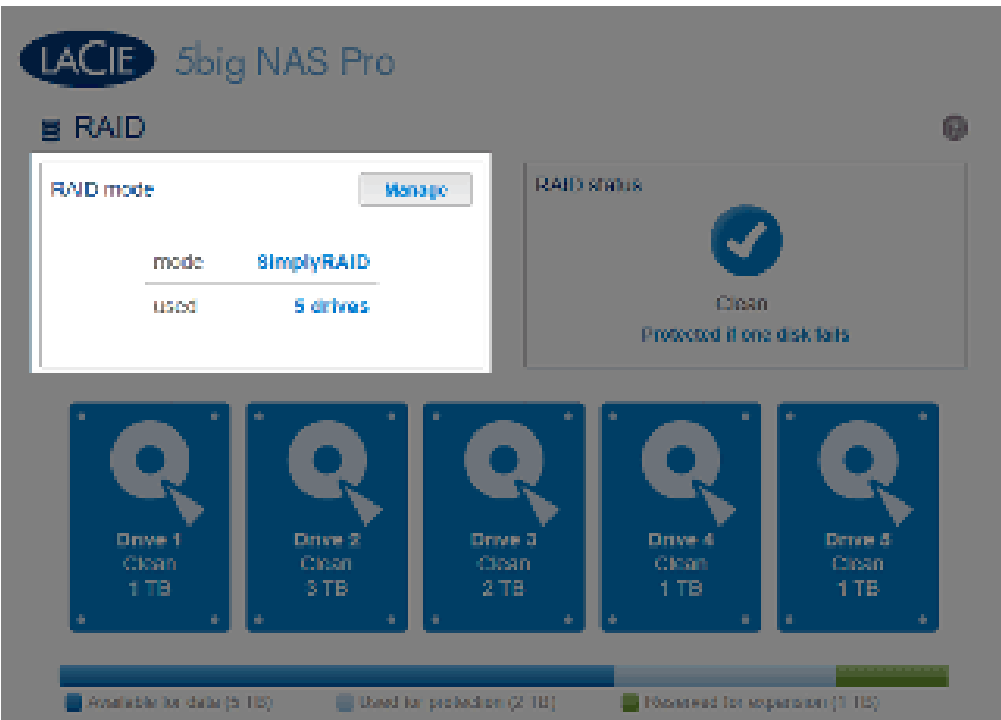 LACIE 5big NAS Pro
RAID
RAID mode
Manage
mode SimplyRAID
used 5 drives
RAID status
Clean
Protected if one disk fails
Drive 1
Clean
1 TB
Drive 2
Clean
3 TB
Drive 3
Clean
2 TB
Drive 4
Clean
1 TB
Drive 5
Clean
1 TB
Available for data (5 TB) Used for protection (2 TB) Reserved for expansion (1 TB)